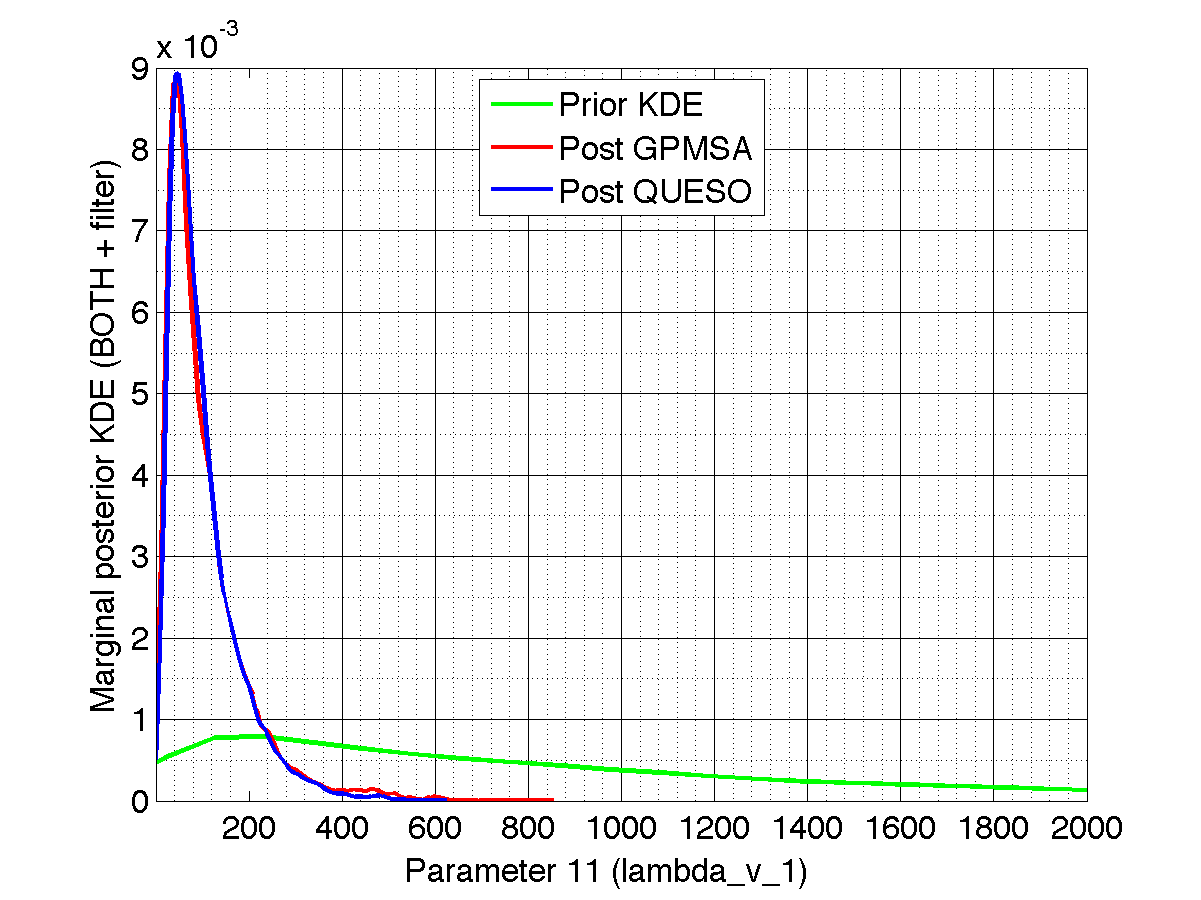 x 10^-3
9
8
7
6
5
4
3
2
1
0
Marginal posterior KDE (BOTH + filter)
Prior KDE
Post GPMSA
Post QUESO
200 400 600 800 1000 1200 1400 1600 1800 2000
Parameter 11 (lambda_v_1)